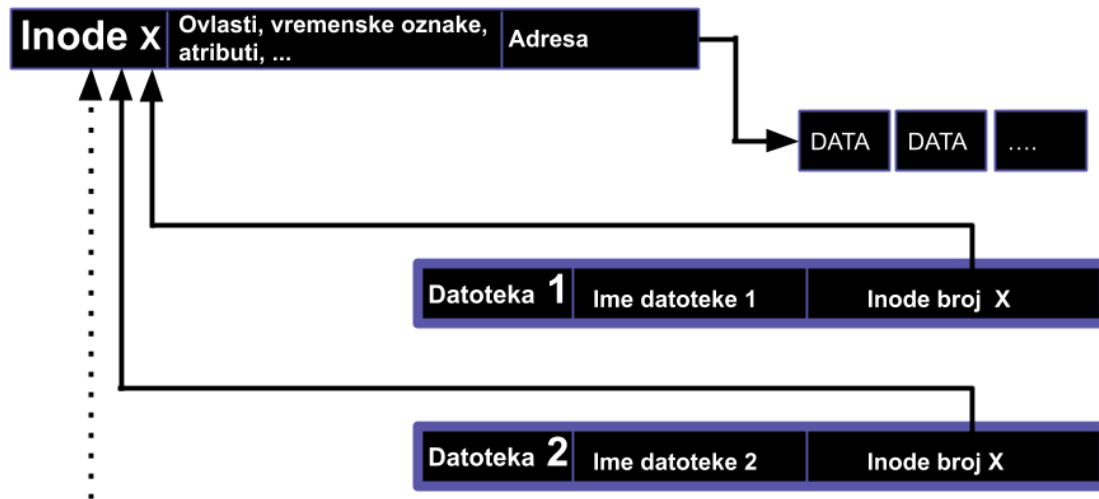 Inode X
Ovlasti, vremenske oznake,
atributi, ...
Adresa
DATA
DATA
....
Datoteka 1
Ime datoteke 1
Inode broj X
Datoteka 2
Ime datoteke 2
Inode broj X